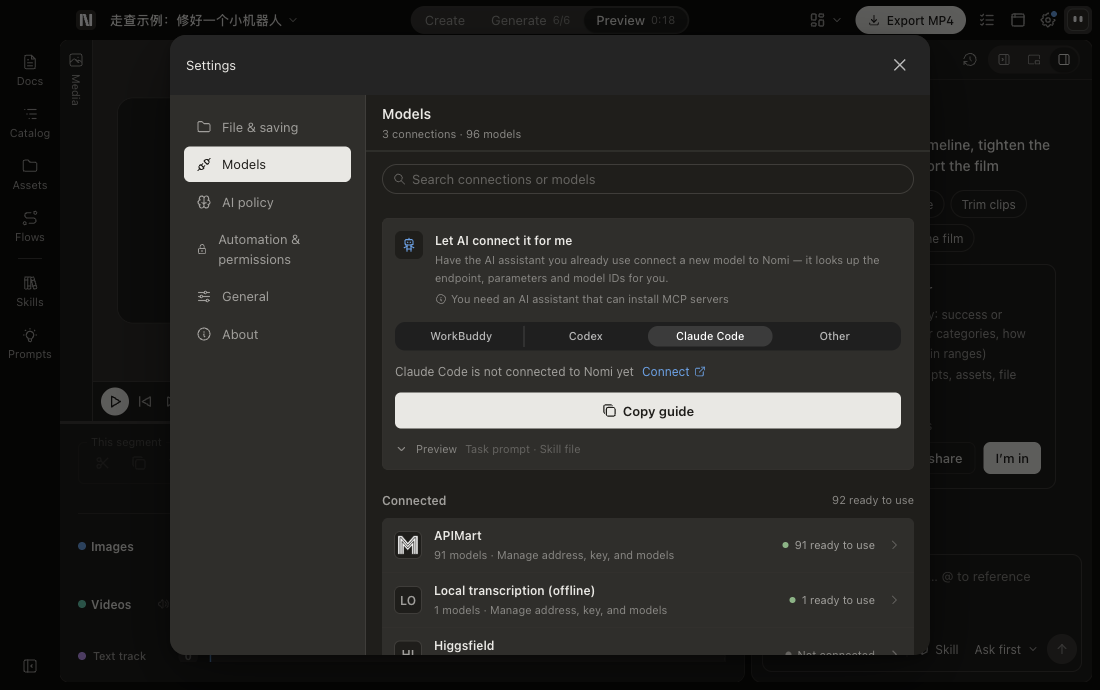 N 走查示例：修好一个小机器人
Create Generate 6/6 Preview 0:18
Export MP4
Docs
Catalog
Assets
Flows
Skills
Prompts
Media
Settings
File & saving
Models
AI policy
Automation &
permissions
General
About
Models
3 connections · 96 models
Search connections or models
Let AI connect it for me
Have the AI assistant you already use connect a new model to Nomi — it looks up the
endpoint, parameters and model IDs for you.
You need an AI assistant that can install MCP servers
WorkBuddy Codex Claude Code Other
Claude Code is not connected to Nomi yet Connect
Copy guide
Preview Task prompt · Skill file
Connected 92 ready to use
APIMart
91 models · Manage address, key, and models
91 ready to use
LO
Local transcription (offline)
1 models · Manage address, key, and models
1 ready to use
HI
Higgsfield
Not connected
This segment
Images
Videos
Text track 0
meline, tighten the
ort the film
Trim clips
ne film
y: success or
r categories, how
in ranges)
pts, assets, file
share I'm in
... @ to reference
Skill Ask first